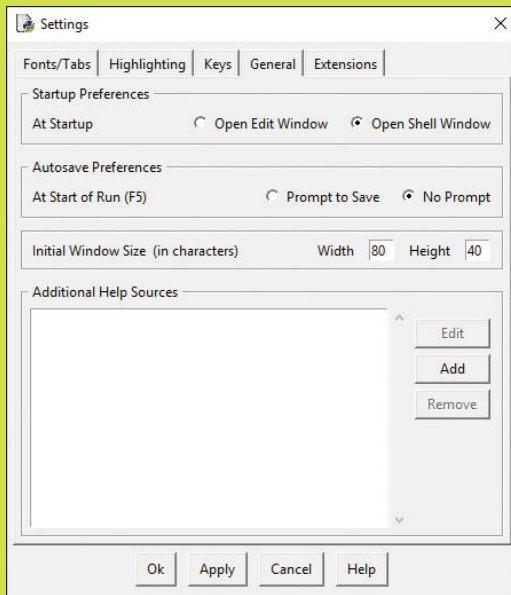 Settings
Fonts/Tabs Highlighting Keys General Extensions
Startup Preferences
At Startup Open Edit Window Open Shell Window
Autosave Preferences
At Start of Run (F5) Prompt to Save No Prompt
Initial Window Size (in characters) Width 80 Height 40
Additional Help Sources
Edit
Add
Remove
Ok Apply Cancel Help